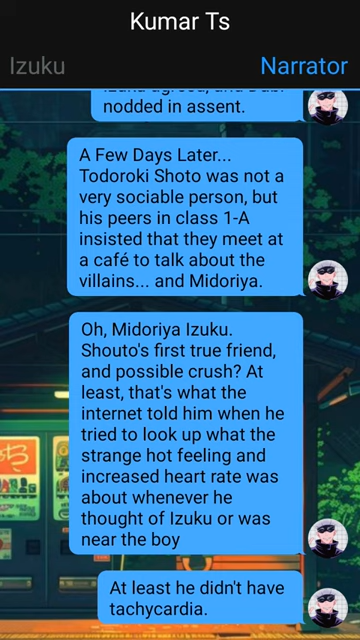 Kumar Ts
Izuku
Narrator
nodded in assent.
A Few Days Later...
Todoroki Shoto was not a
very sociable person, but
his peers in class 1-A
insisted that they meet at
a café to talk about the
villains... and Midoriya.
Oh, Midoriya Izuku.
Shouto's first true friend,
and possible crush? At
least, that's what the
internet told him when he
tried to look up what the
strange hot feeling and
increased heart rate was
about whenever he
thought of Izuku or was
near the boy
At least he didn't have
tachycardia.